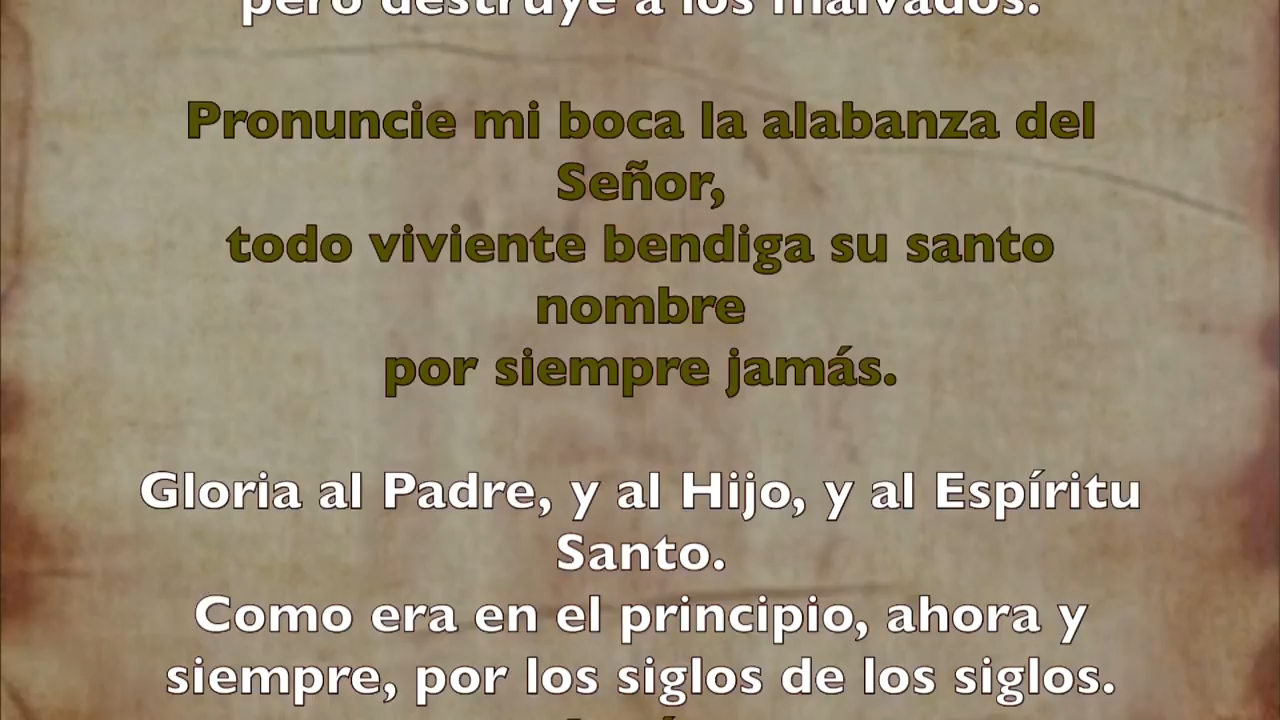 pero destruye a los malvados.
Pronuncie mi boca la alabanza del
Señor,
todo viviente bendiga su santo
nombre
por siempre jamás.
Gloria al Padre, y al Hijo, y al Espíritu
Santo.
Como era en el principio, ahora y
siempre, por los siglos de los siglos.